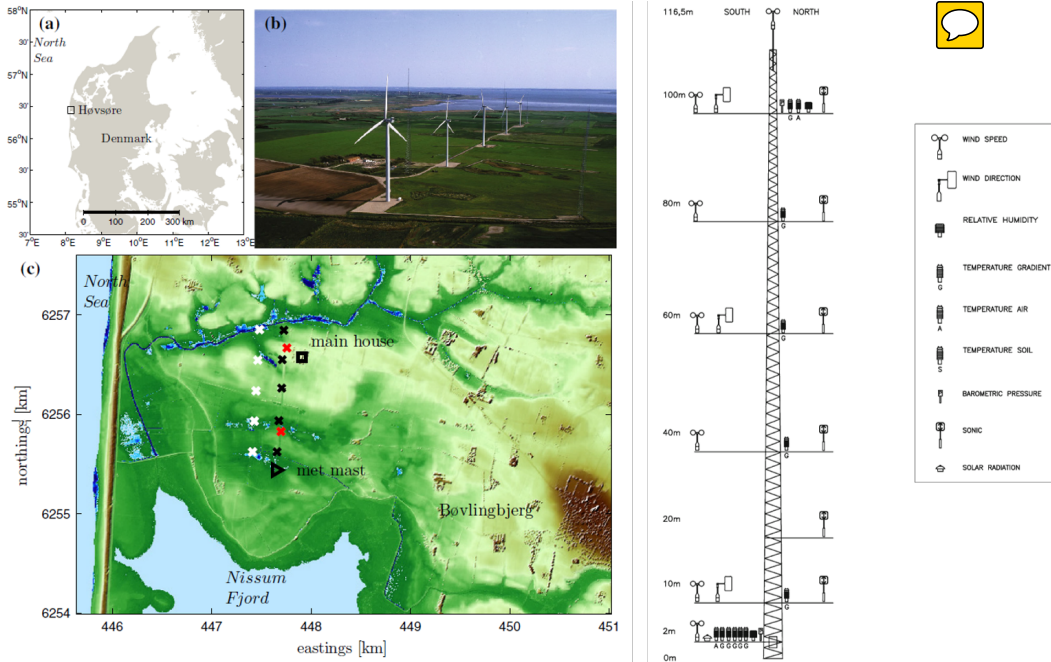 (a)
58°N
North
Sea
57°N
30'
Høvsøre
56°N
Denmark
30'
55°N
0 100 200 300 km
30'
7°E 8°E 9°E 10°E 11°E 12°E 13°E
(b)
(c)
North
Sea
6257
main house
6256
northings [km]
met mast
Bøvlingbjerg
6255
Nissum
Fjord
6254
446 447 448 449 450 451
eastings [km]
116,5m SOUTH NORTH
100m
G A
80m
G
60m
G
40m
G
20m
10m
G
2m
A G G G G G
0m
WIND SPEED
WIND DIRECTION
RELATIVE HUMIDITY
TEMPERATURE GRADIENT
G
TEMPERATURE AIR
A
TEMPERATURE SOIL
S
BAROMETRIC PRESSURE
SONIC
SOLAR RADIATION